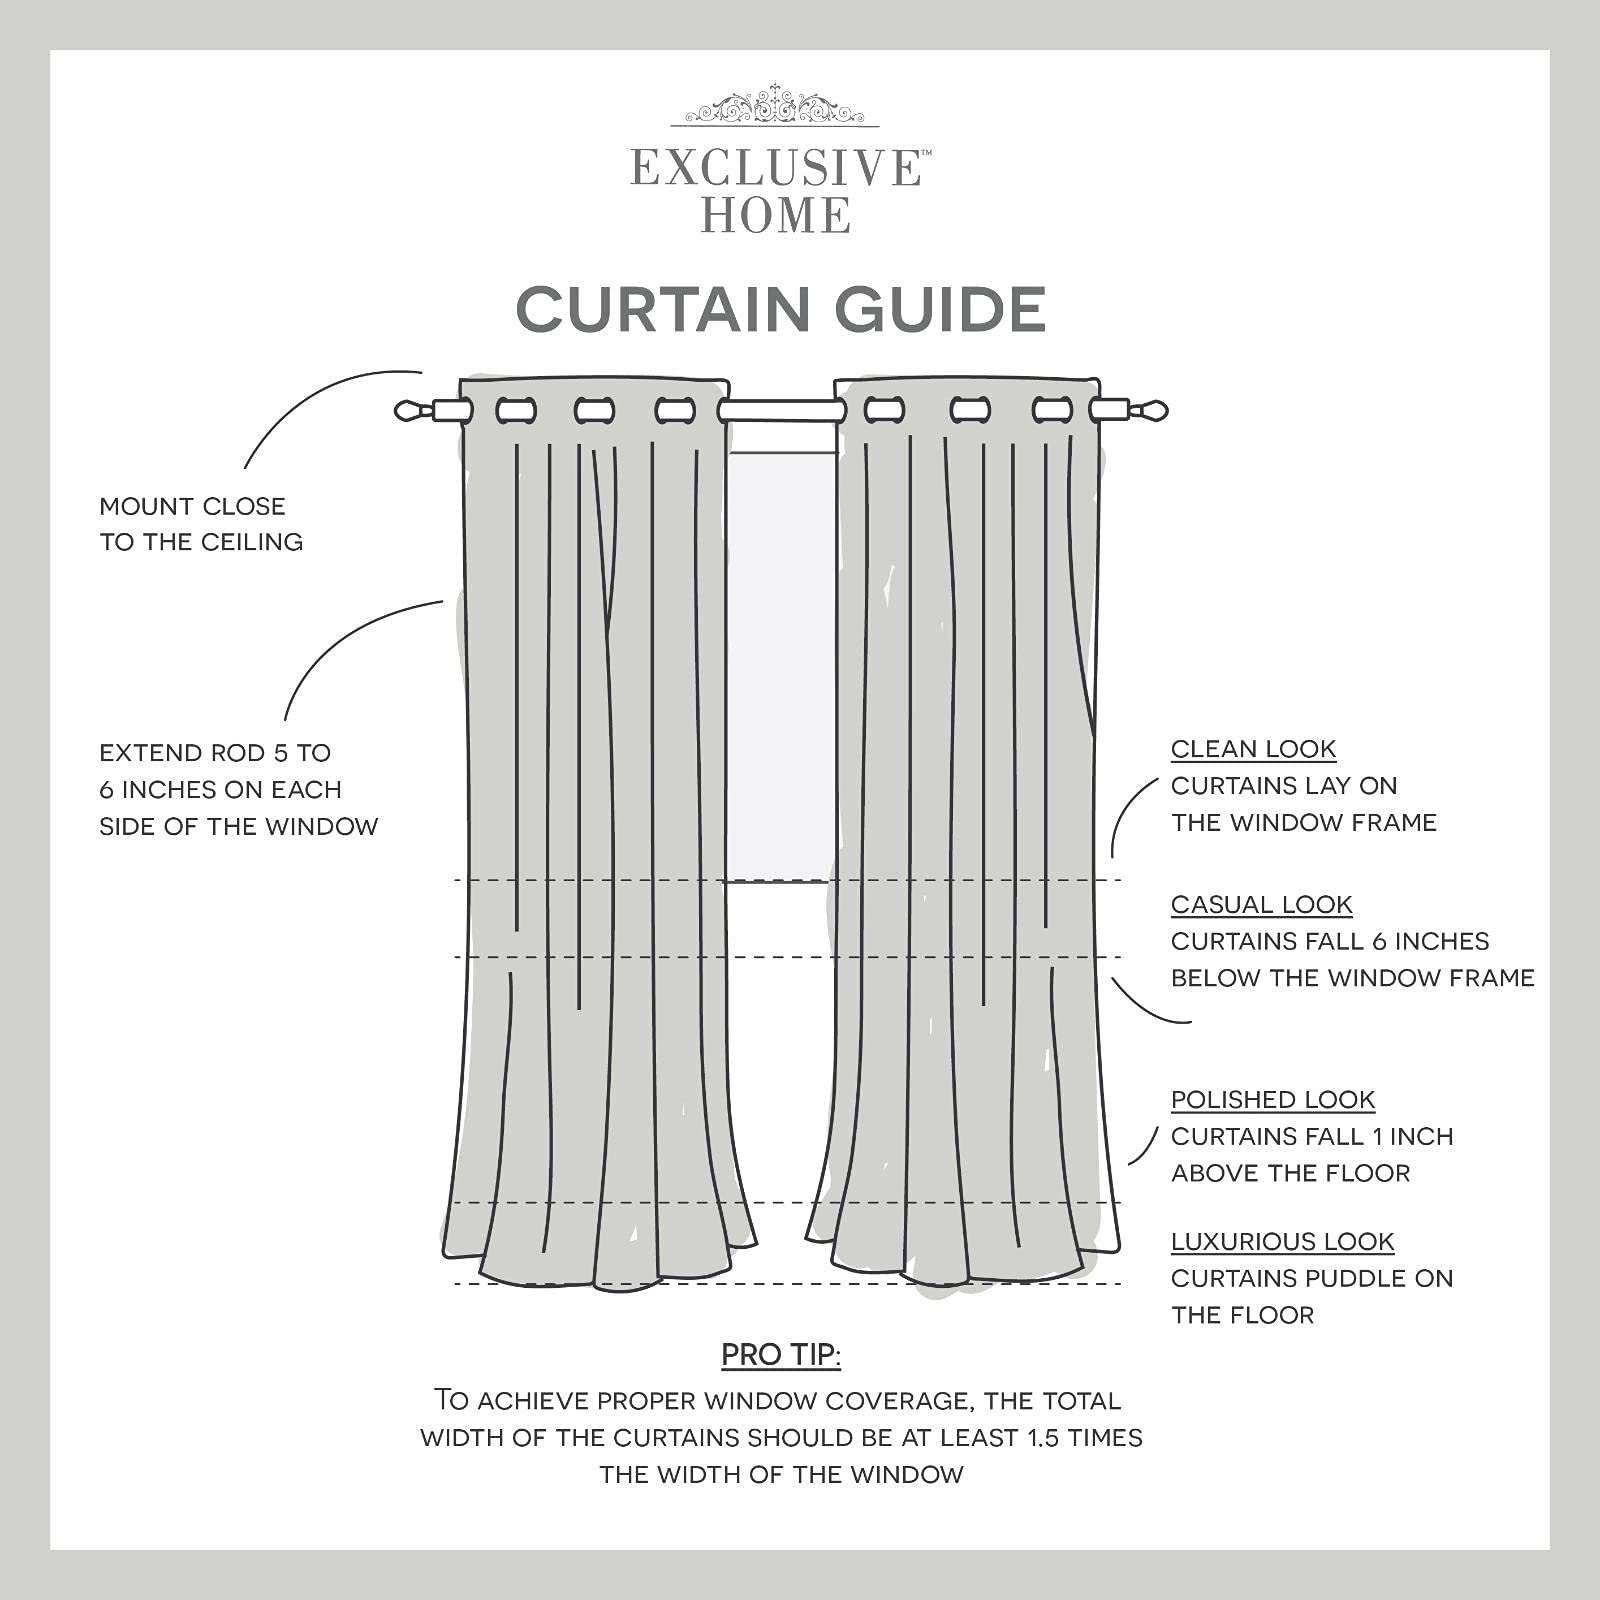 EXCLUSIVE™
HOME
CURTAIN GUIDE
MOUNT CLOSE
TO THE CEILING
EXTEND ROD 5 TO
6 INCHES ON EACH
SIDE OF THE WINDOW
CLEAN LOOK
CURTAINS LAY ON
THE WINDOW FRAME
CASUAL LOOK
CURTAINS FALL 6 INCHES
BELOW THE WINDOW FRAME
POLISHED LOOK
CURTAINS FALL 1 INCH
ABOVE THE FLOOR
LUXURIOUS LOOK
CURTAINS PUDDLE ON
THE FLOOR
PRO TIP:
TO ACHIEVE PROPER WINDOW COVERAGE, THE TOTAL
WIDTH OF THE CURTAINS SHOULD BE AT LEAST 1.5 TIMES
THE WIDTH OF THE WINDOW